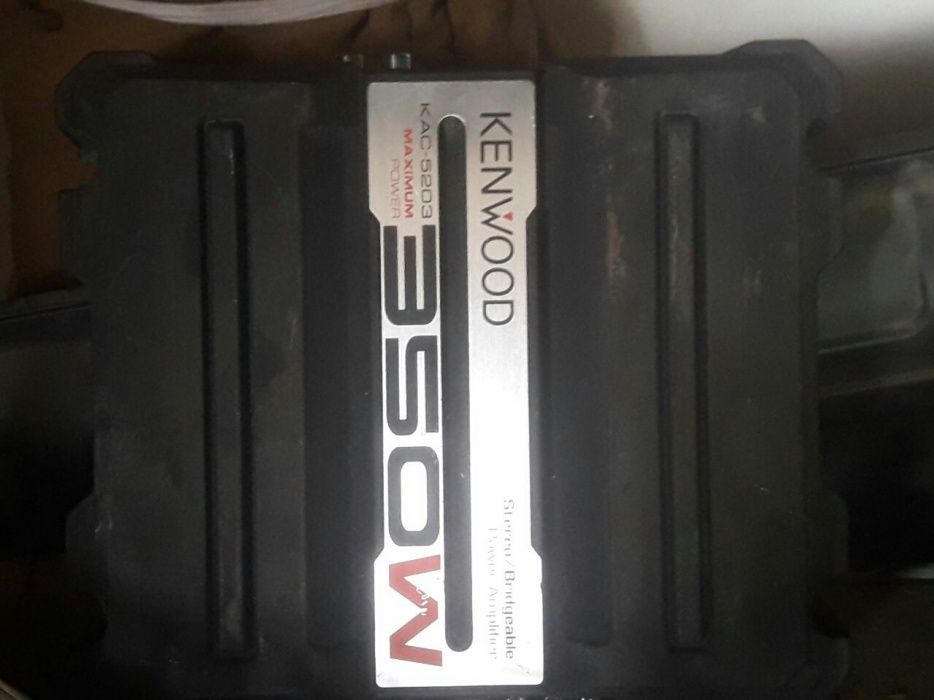 KENWOOD
Stereo/Bridgeable
Power Amplifier
KAC-5203
MAXIMUM
POWER
350W